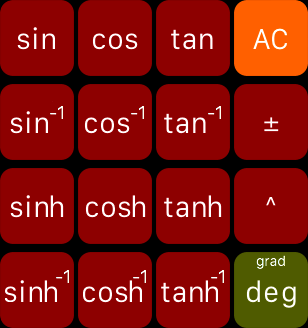 sin cos tan AC
sin⁻¹ cos⁻¹ tan⁻¹ ±
sinh cosh tanh ^
grad
sinh⁻¹ cosh⁻¹ tanh⁻¹ deg